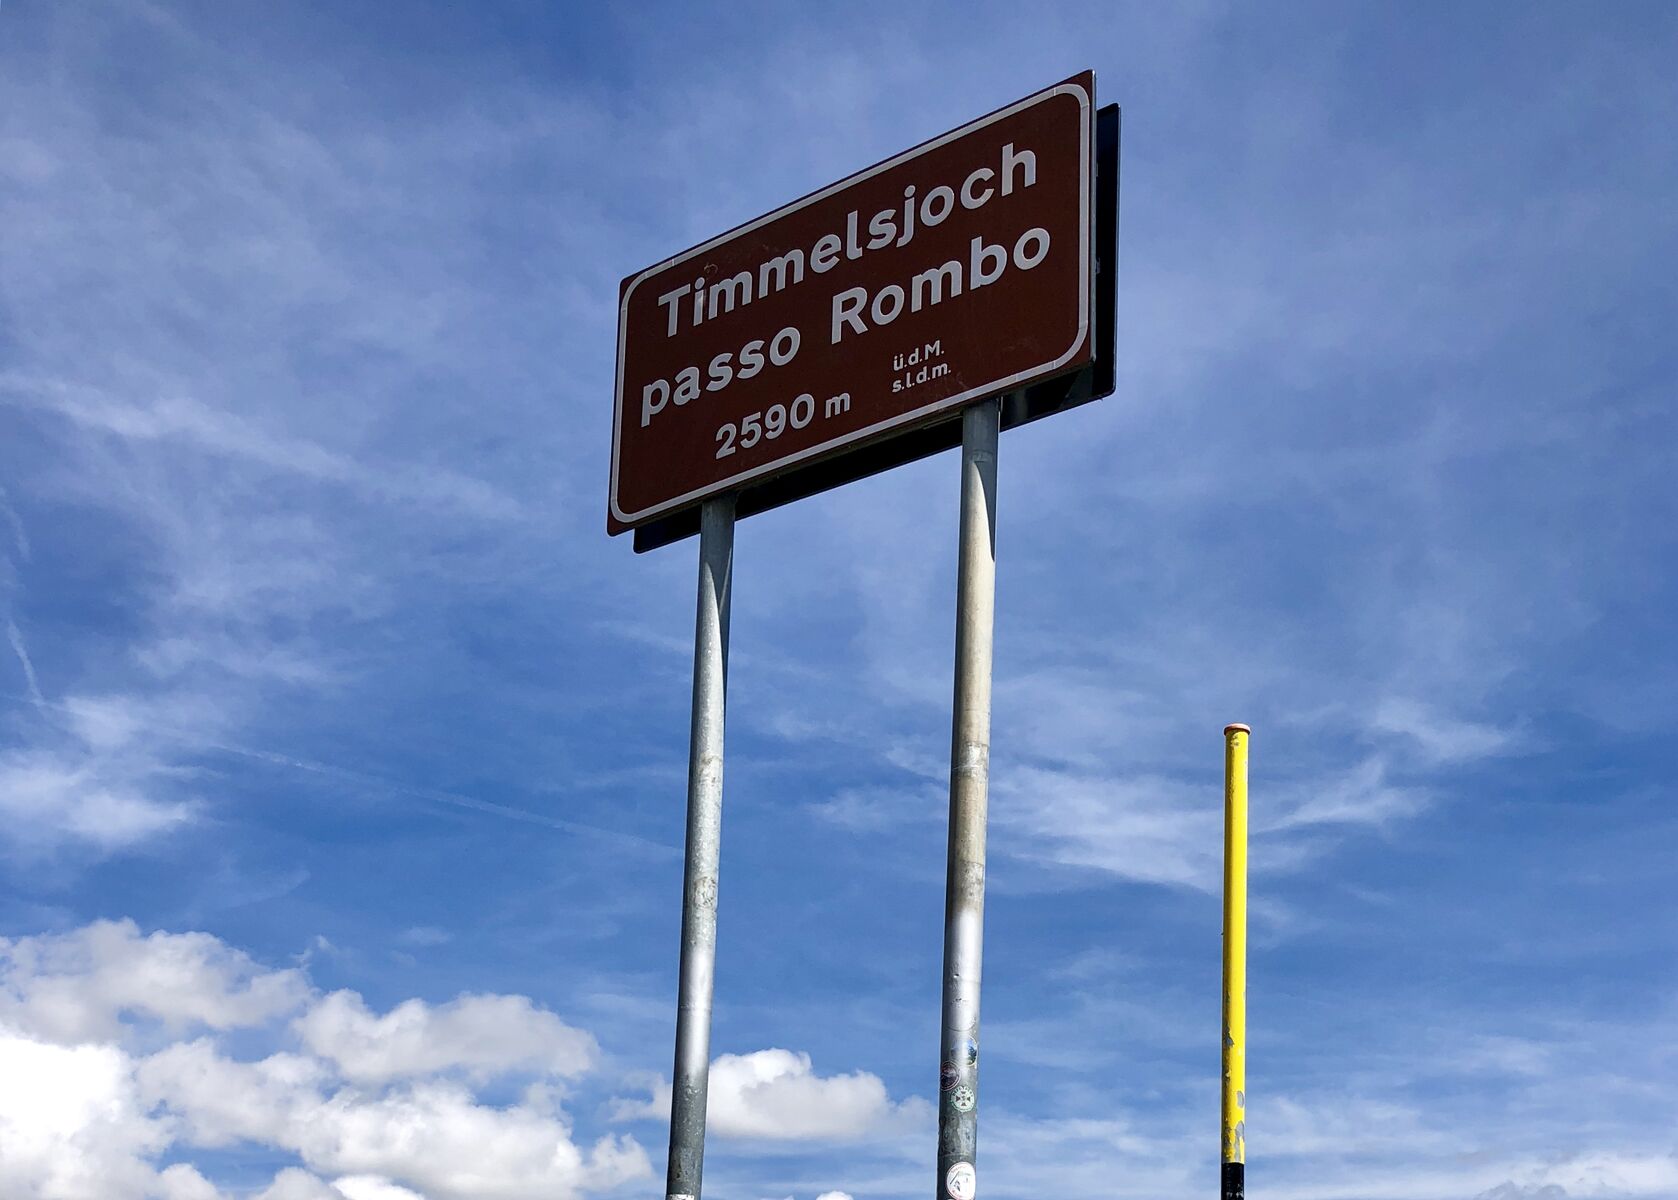 Timmelsjoch
passo Rombo
2590 m
ü.d.M.
s.l.d.m.